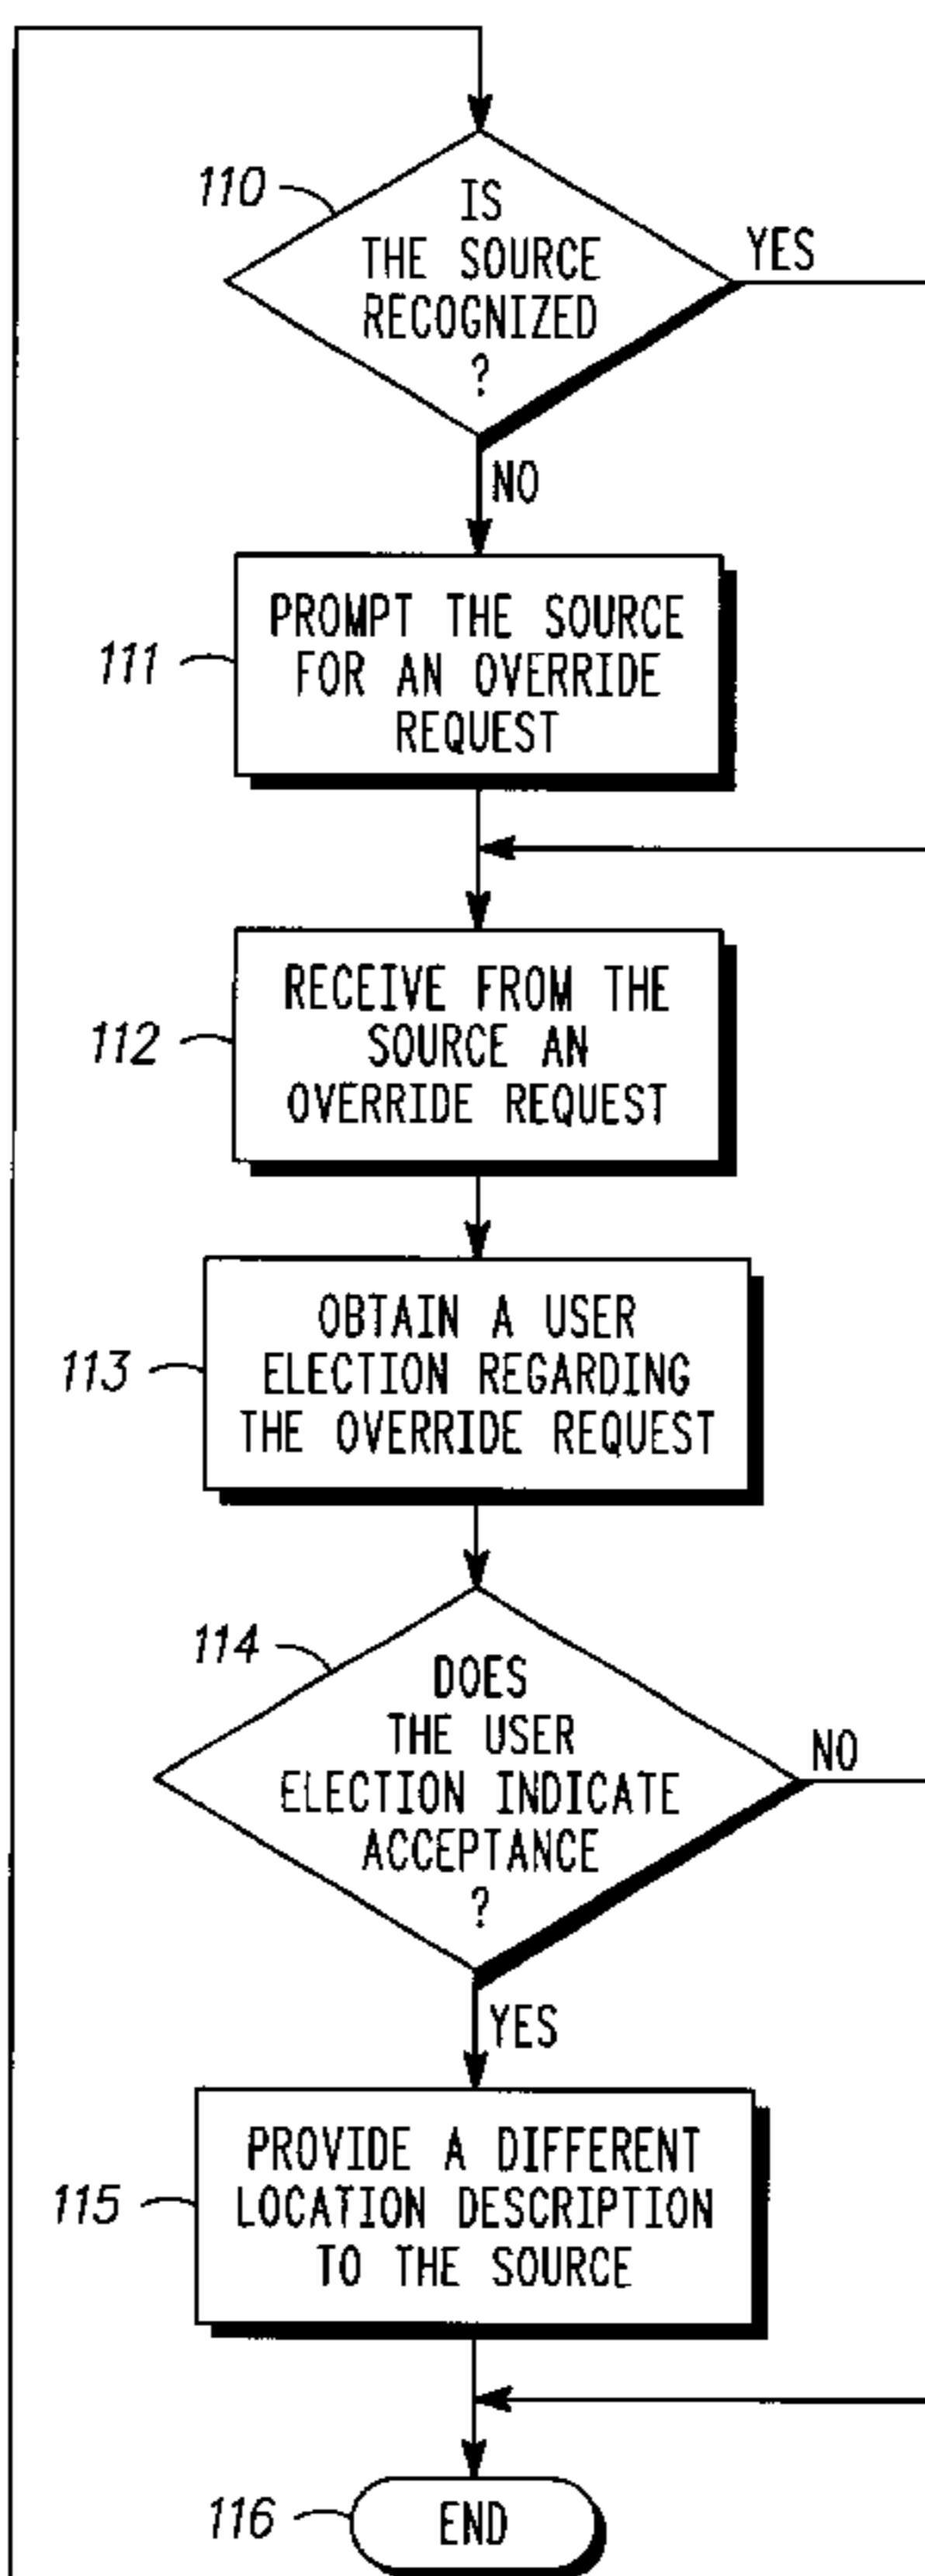 110
IS
THE SOURCE
RECOGNIZED
?
YES
NO
111
PROMPT THE SOURCE
FOR AN OVERRIDE
REQUEST
112
RECEIVE FROM THE
SOURCE AN
OVERRIDE REQUEST
113
OBTAIN A USER
ELECTION REGARDING
THE OVERRIDE REQUEST
114
DOES
THE USER
ELECTION INDICATE
ACCEPTANCE
?
NO
YES
115
PROVIDE A DIFFERENT
LOCATION DESCRIPTION
TO THE SOURCE
116
END